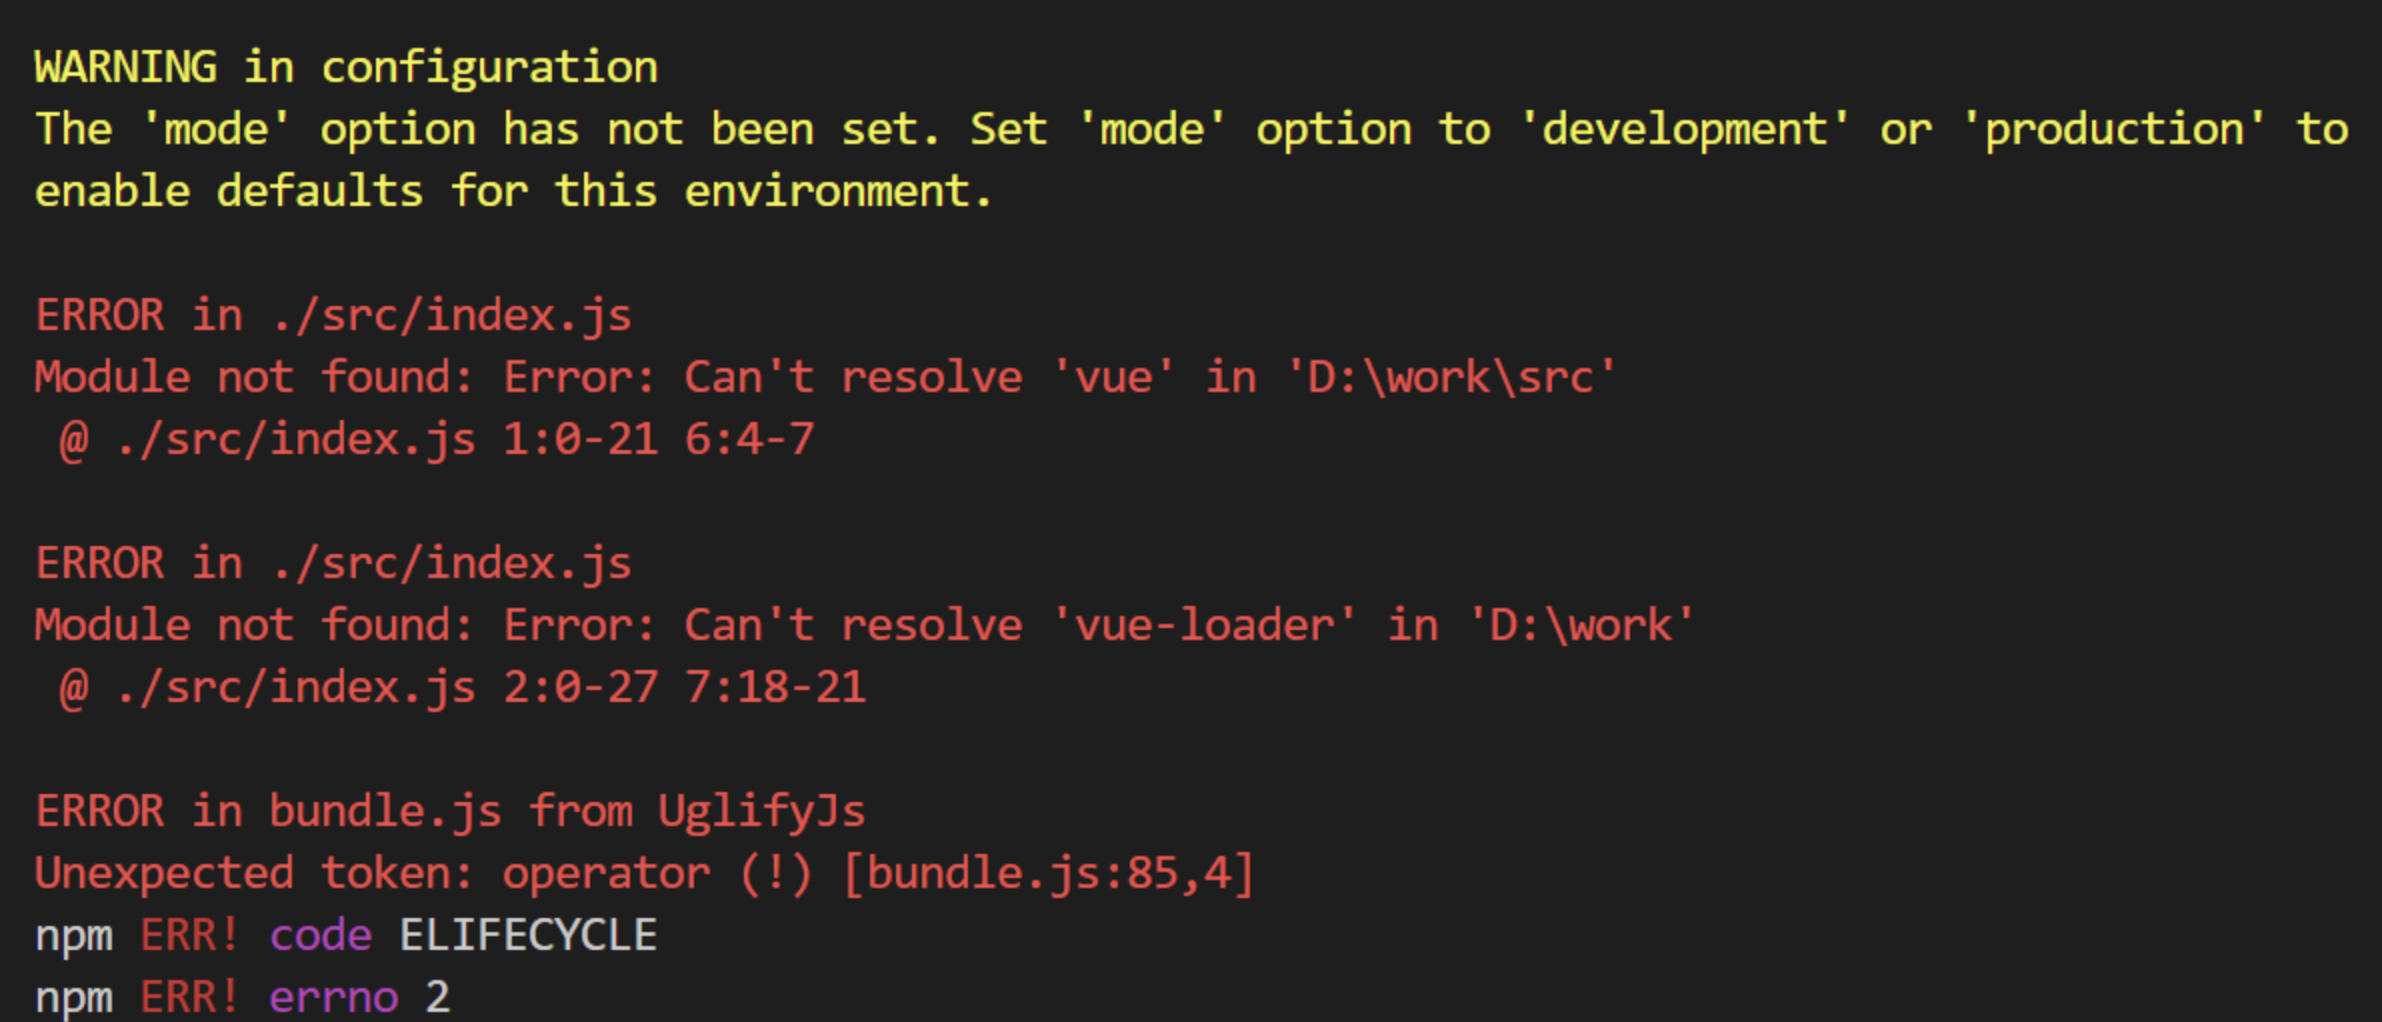 WARNING in configuration
The 'mode' option has not been set. Set 'mode' option to 'development' or 'production' to
enable defaults for this environment.
ERROR in ./src/index.js
Module not found: Error: Can't resolve 'vue' in 'D:\work\src'
 @ ./src/index.js 1:0-21 6:4-7
ERROR in ./src/index.js
Module not found: Error: Can't resolve 'vue-loader' in 'D:\work'
 @ ./src/index.js 2:0-27 7:18-21
ERROR in bundle.js from UglifyJs
Unexpected token: operator (!) [bundle.js:85,4]
npm ERR! code ELIFECYCLE
npm ERR! errno 2